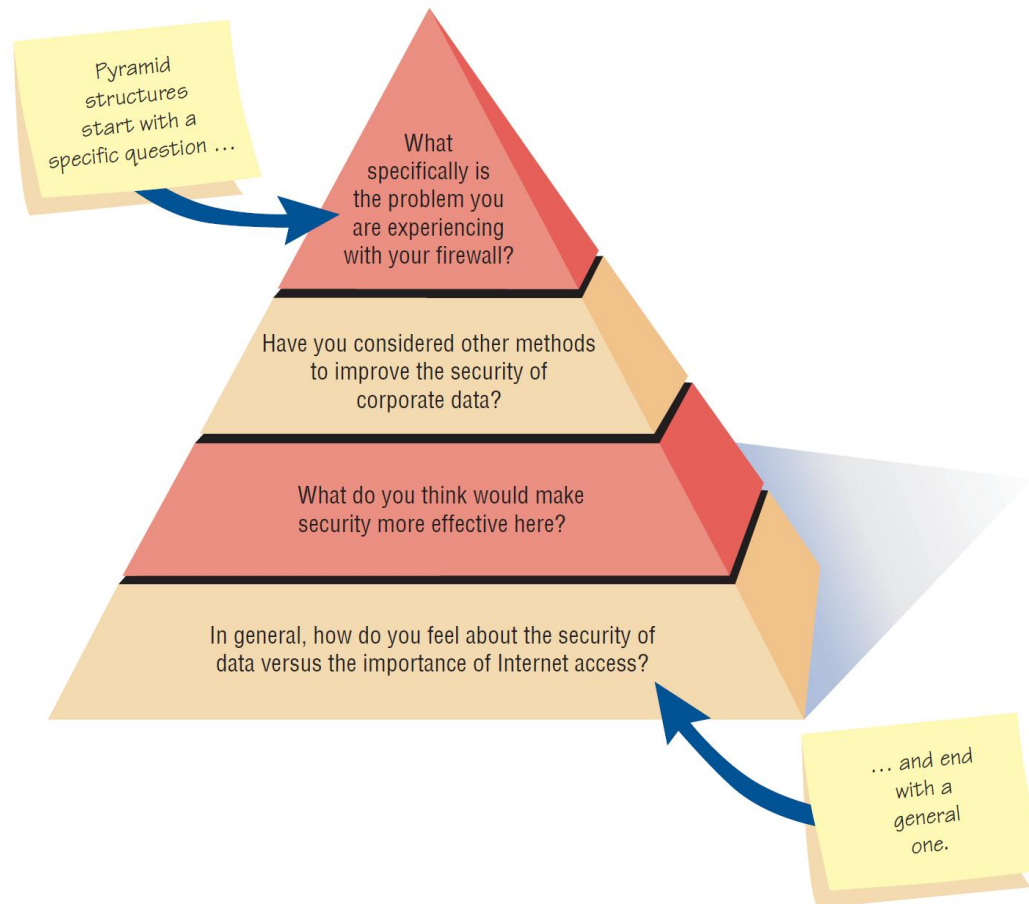 Pyramid
structures
start with a
specific question ...
What
specifically is
the problem you
are experiencing
with your firewall?
Have you considered other methods
to improve the security of
corporate data?
What do you think would make
security more effective here?
In general, how do you feel about the security of
data versus the importance of Internet access?
... and end
with a
general
one.